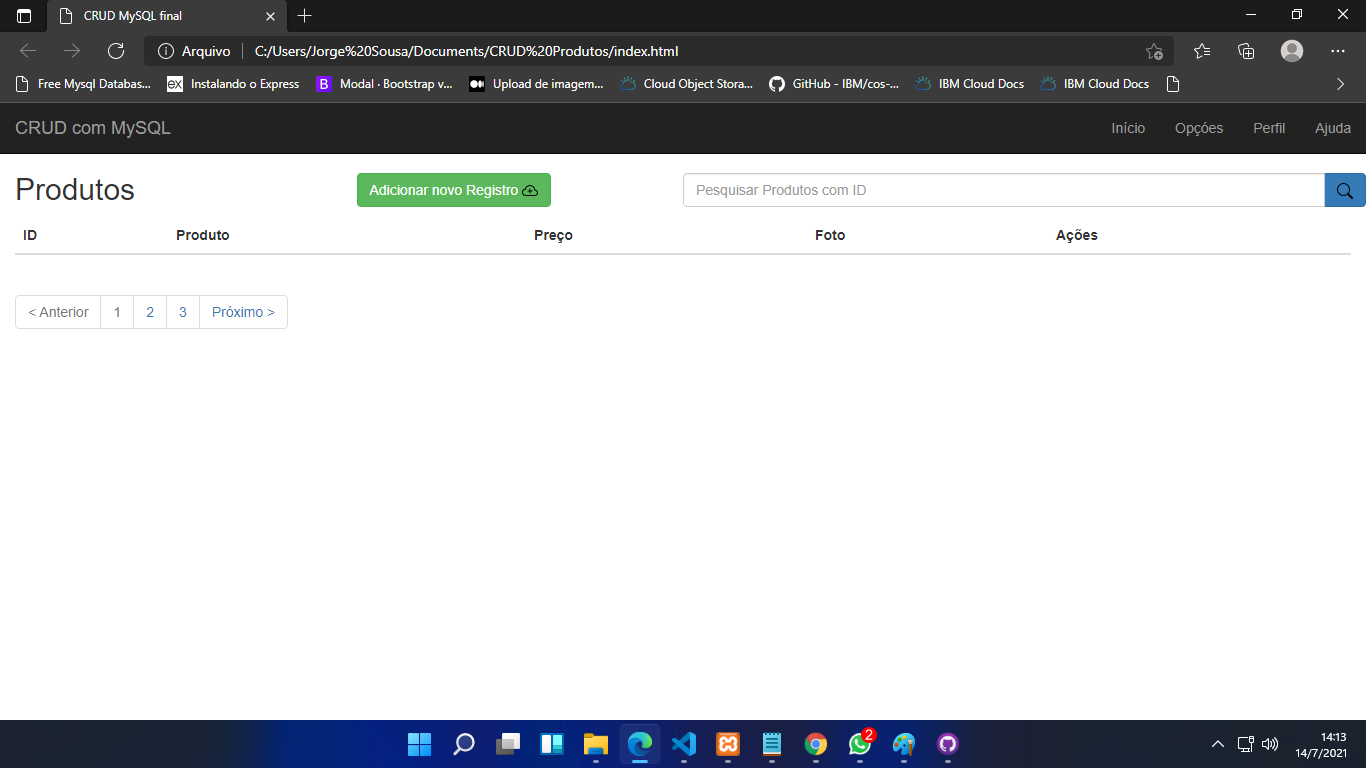 CRUD MySQL final
Arquivo C:/Users/Jorge%20Sousa/Documents/CRUD%20Produtos/index.html
Free Mysql Databas... ex Instalando o Express B Modal · Bootstrap v... Upload de imagem... Cloud Object Stora... GitHub - IBM/cos-... IBM Cloud Docs IBM Cloud Docs
CRUD com MySQL Início Opçóes Perfil Ajuda
Produtos Adicionar novo Registro Pesquisar Produtos com ID
ID Produto Preço Foto Ações
< Anterior 1 2 3 Próximo >
2
14:13
14/7/2021